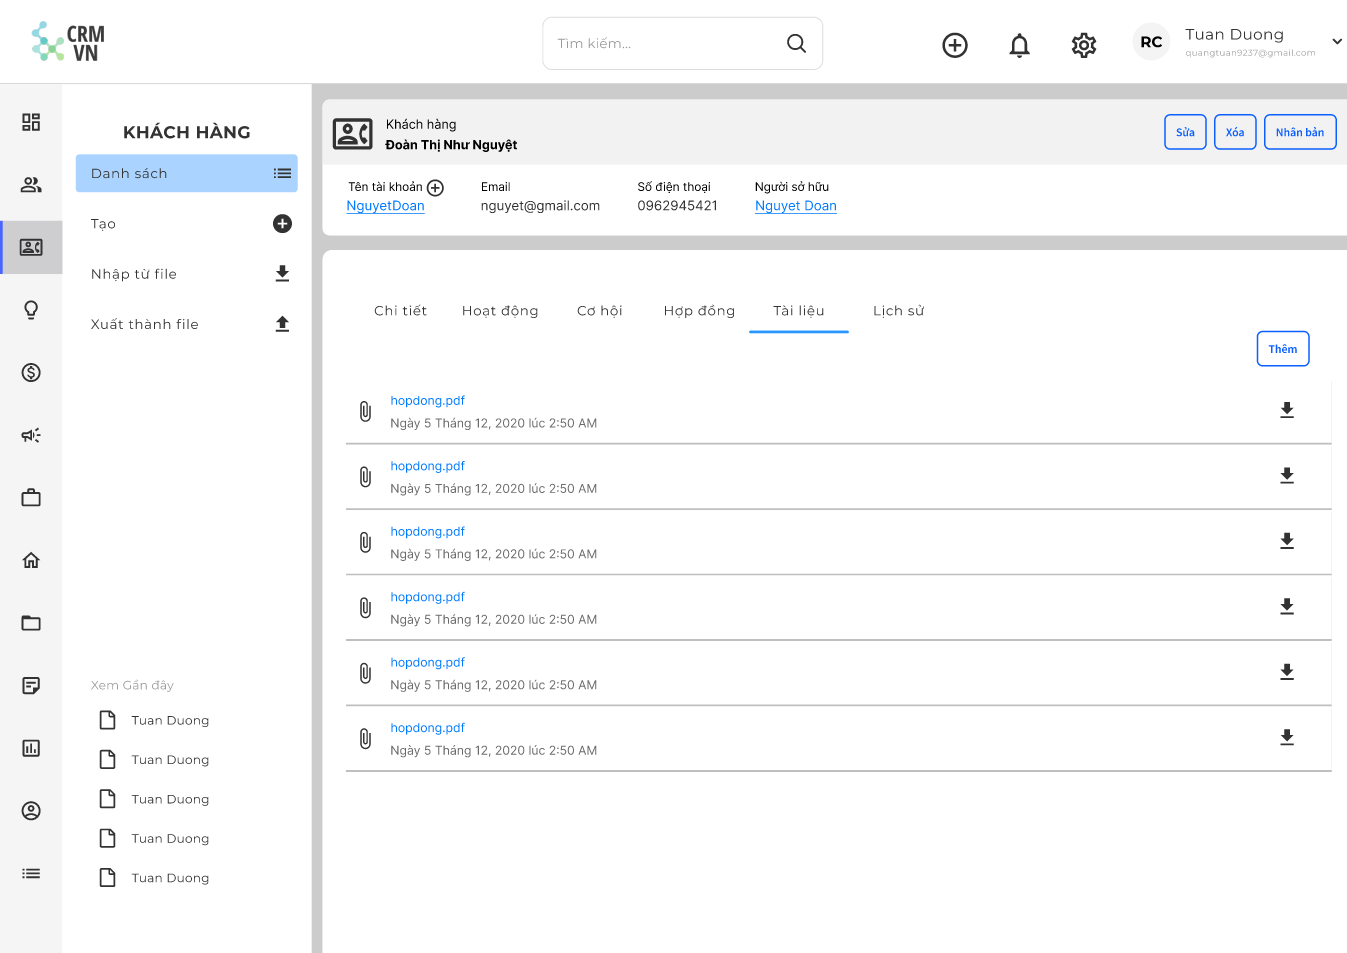 CRM
VN
Tìm kiếm...
RC
Tuan Duong
quangtuan9237@gmail.com
KHÁCH HÀNG
Danh sách
Tạo
Nhập từ file
Xuất thành file
Xem Gần đây
Tuan Duong
Tuan Duong
Tuan Duong
Tuan Duong
Tuan Duong
Khách hàng
Đoàn Thị Như Nguyệt
Sửa
Xóa
Nhân bản
Tên tài khoản
NguyetDoan
Email
nguyet@gmail.com
Số điện thoại
0962945421
Người sở hữu
Nguyet Doan
Chi tiết
Hoạt động
Cơ hội
Hợp đồng
Tài liệu
Lịch sử
Thêm
hopdong.pdf
Ngày 5 Tháng 12, 2020 lúc 2:50 AM
hopdong.pdf
Ngày 5 Tháng 12, 2020 lúc 2:50 AM
hopdong.pdf
Ngày 5 Tháng 12, 2020 lúc 2:50 AM
hopdong.pdf
Ngày 5 Tháng 12, 2020 lúc 2:50 AM
hopdong.pdf
Ngày 5 Tháng 12, 2020 lúc 2:50 AM
hopdong.pdf
Ngày 5 Tháng 12, 2020 lúc 2:50 AM